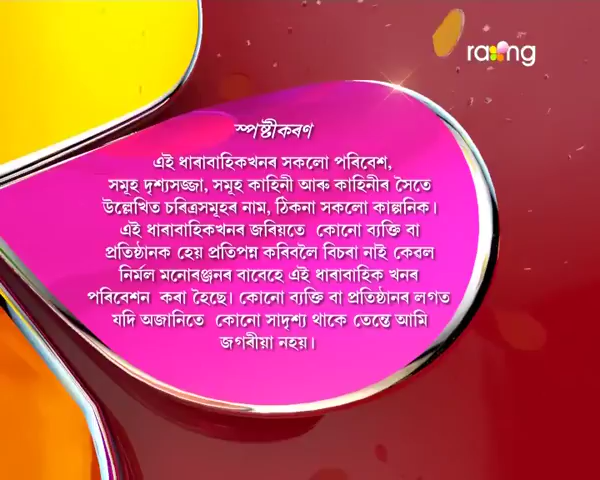 rang
স্পষ্টীকৰণ
এই ধাৰাবাহিকখনৰ সকলো পৰিবেশ,
সমূহ দৃশ্যসজ্জা, সমূহ কাহিনী আৰু কাহিনীৰ সৈতে
উল্লেখিত চৰিত্ৰসমূহৰ নাম, ঠিকনা সকলো কাল্পনিক।
এই ধাৰাবাহিকখনৰ জৰিয়তে কোনো ব্যক্তি বা
প্ৰতিষ্ঠানক হেয় প্ৰতিপন্ন কৰিবলৈ বিচৰা নাই কেৱল
নিৰ্মল মনোৰঞ্জনৰ বাবেহে এই ধাৰাবাহিক খনৰ
পৰিবেশন কৰা হৈছে। কোনো ব্যক্তি বা প্ৰতিষ্ঠানৰ লগত
যদি অজানিতে কোনো সাদৃশ্য থাকে তেন্তে আমি
জগৰীয়া নহয়।